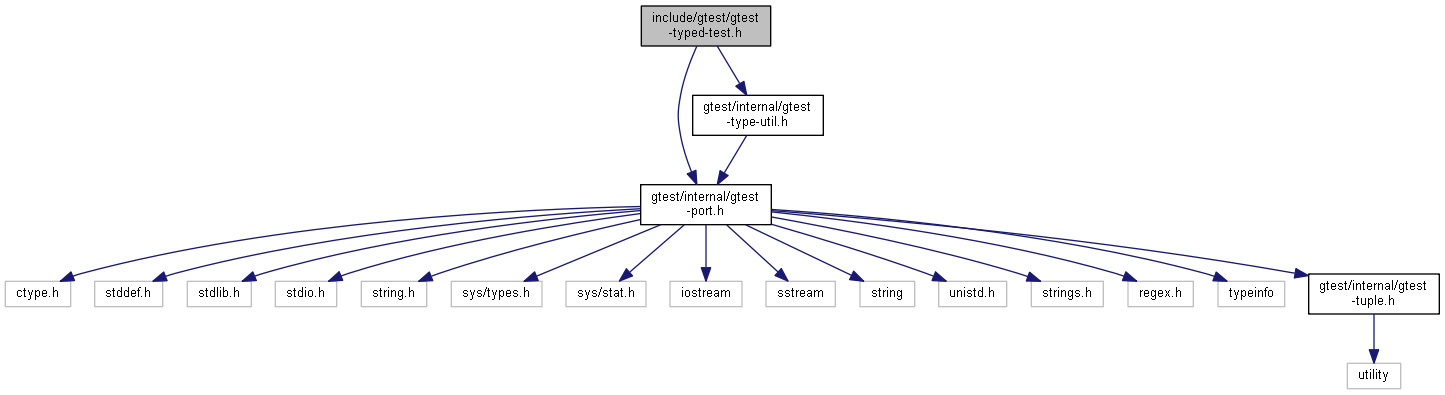 include/gtest/gtest
-typed-test.h
gtest/internal/gtest
-type-util.h
gtest/internal/gtest
-port.h
ctype.h
stddef.h
stdlib.h
stdio.h
string.h
sys/types.h
sys/stat.h
iostream
sstream
string
unistd.h
strings.h
regex.h
typeinfo
gtest/internal/gtest
-tuple.h
utility